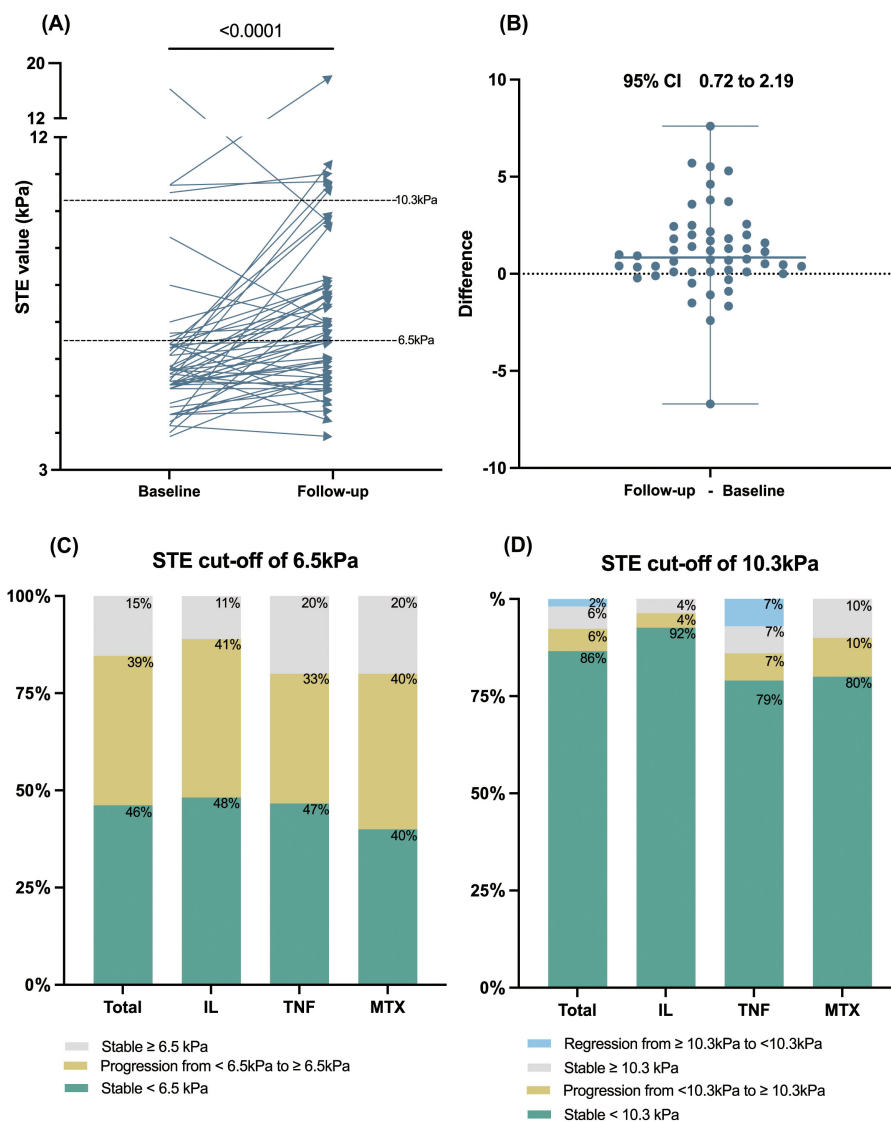 (A)
<0.0001
STE value (kPa)
20
12
12
3
10.3kPa
6.5kPa
Baseline
Follow-up
(B)
95% CI 0.72 to 2.19
Difference
10
5
0
-5
-10
Follow-up - Baseline
(C)
STE cut-off of 6.5kPa
100%
75%
50%
25%
0%
15%
11%
20%
20%
39%
41%
33%
40%
46%
48%
47%
40%
Total
IL
TNF
MTX
Stable ≥ 6.5 kPa
Progression from < 6.5kPa to ≥ 6.5kPa
Stable < 6.5 kPa
(D)
STE cut-off of 10.3kPa
%
75%
50%
25%
0%
2%
6%
6%
86%
4%
4%
92%
7%
7%
7%
79%
10%
10%
80%
Total
IL
TNF
MTX
Regression from ≥ 10.3kPa to <10.3kPa
Stable ≥ 10.3 kPa
Progression from <10.3kPa to ≥ 10.3kPa
Stable < 10.3 kPa